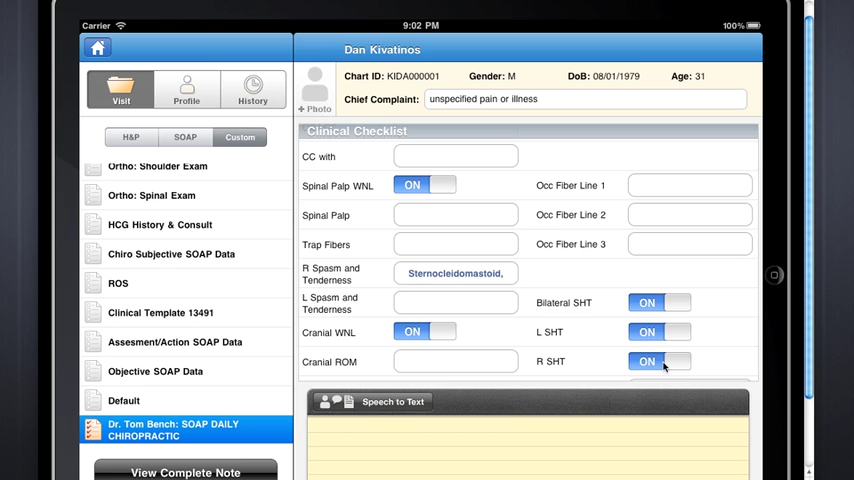 Carrier
9:02 PM
100%
Dan Kivatinos
Visit
Profile
History
+ Photo
Chart ID: KIDA000001
Gender: M
DoB: 08/01/1979
Age: 31
Chief Complaint:
unspecified pain or illness
H&P
SOAP
Custom
Ortho: Shoulder Exam
Ortho: Spinal Exam
HCG History & Consult
Chiro Subjective SOAP Data
ROS
Clinical Template 13491
Assesment/Action SOAP Data
Objective SOAP Data
Default
Dr. Tom Bench: SOAP DAILY
CHIROPRACTIC
View Complete Note
Clinical Checklist
CC with
Spinal Palp WNL
ON
Occ Fiber Line 1
Spinal Palp
Occ Fiber Line 2
Trap Fibers
Occ Fiber Line 3
R Spasm and
Tenderness
Sternocleidomastoid,
L Spasm and
Tenderness
Bilateral SHT
ON
Cranial WNL
ON
L SHT
ON
Cranial ROM
R SHT
ON
Speech to Text